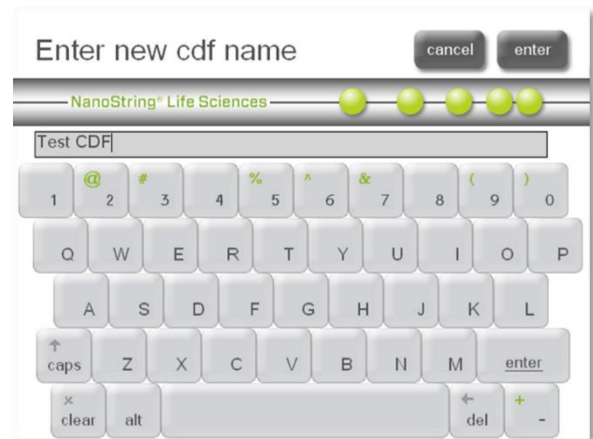 Enter new cdf name cancel enter
NanoString® Life Sciences
Test CDF
1 @ 2 # 3 4 % 5 ^ 6 & 7 8 ( 9 ) 0
Q W E R T Y U I O P
A S D F G H J K L
caps Z X C V B N M enter
x clear alt del + -